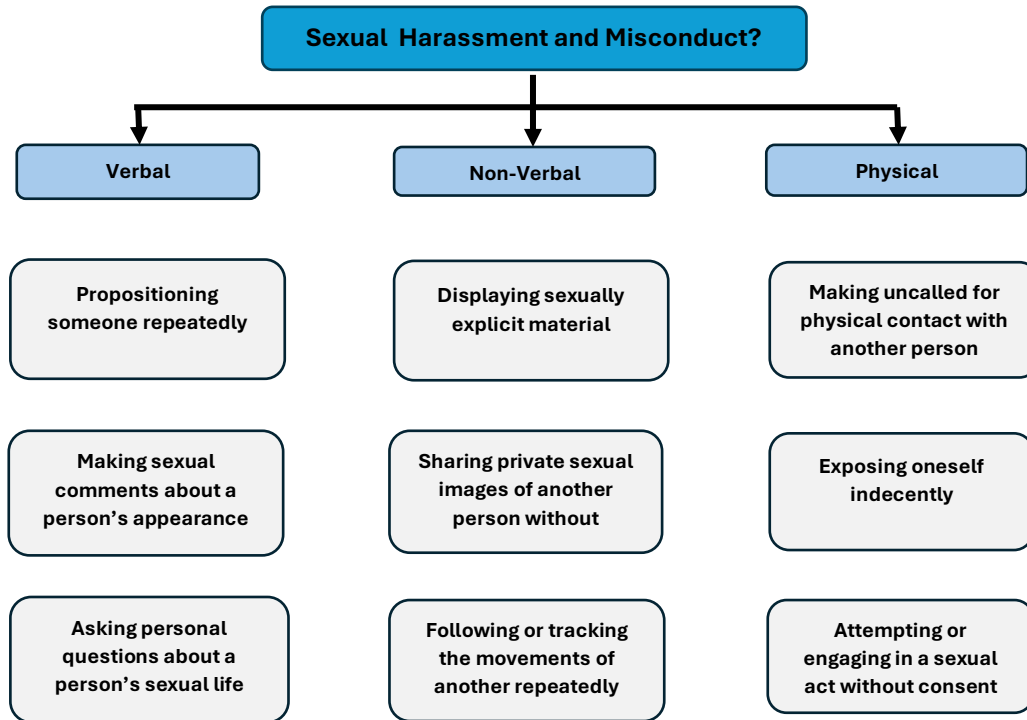 Sexual  Harassment and Misconduct?
Verbal
Non-Verbal
Physical
Propositioning
someone repeatedly
Displaying sexually
explicit material
Making uncalled for
physical contact with
another person
Making sexual
comments about a
person’s appearance
Sharing private sexual
images of another
person without
Exposing oneself
indecently
Asking personal
questions about a
person’s sexual life
Following or tracking
the movements of
another repeatedly
Attempting or
engaging in a sexual
act without consent